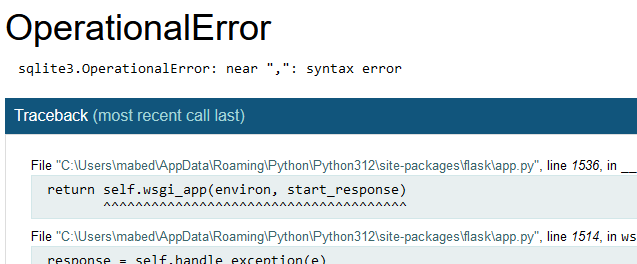 OperationalError
sqlite3.OperationalError: near ",": syntax error
Traceback (most recent call last)
File "C:\Users\mabed\AppData\Roaming\Python\Python312\site-packages\flask\app.py", line 1536, in __
return self.wsgi_app(environ, start_response)
^^^^^^^^^^^^^^^^^^^^^^^^^^^^^^^^^^^^^^
File "C:\Users\mabed\AppData\Roaming\Python\Python312\site-packages\flask\app.py", line 1514, in ws
response = self.handle_exception(e)